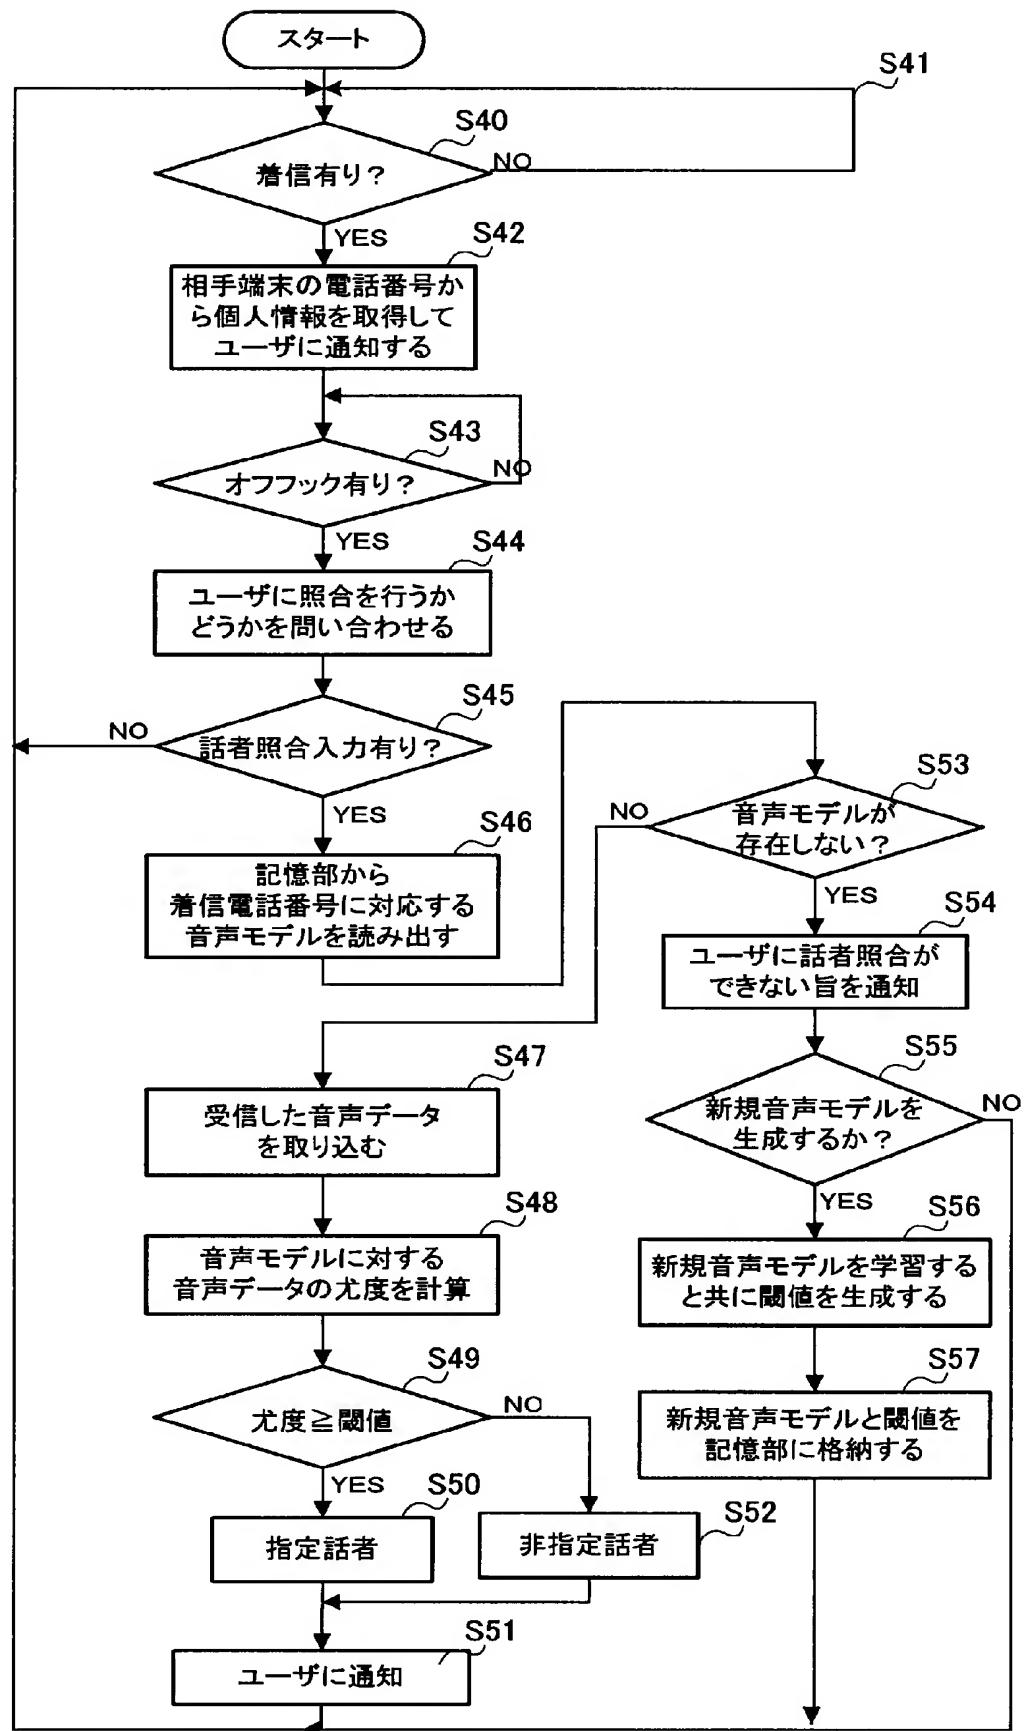 スタート
S41
S40
着信有り?
NO
YES
S42
相手端末の電話番号か
ら個人情報を取得して
ユーザに通知する
S43
オフフック有り?
NO
YES
S44
ユーザに照合を行うか
どうかを問い合わせる
S45
NO
話者照合入力有り?
YES
S46
記憶部から
着信電話番号に対応する
音声モデルを読み出す
S53
NO
音声モデルが
存在しない?
YES
S54
ユーザに話者照合が
できない旨を通知
S55
新規音声モデルを
生成するか?
NO
YES
S56
新規音声モデルを学習する
と共に閾値を生成する
S57
新規音声モデルと閾値を
記憶部に格納する
S47
受信した音声データ
を取り込む
S48
音声モデルに対する
音声データの尤度を計算
S49
尤度≧閾値
NO
YES
S50
指定話者
S52
非指定話者
S51
ユーザに通知